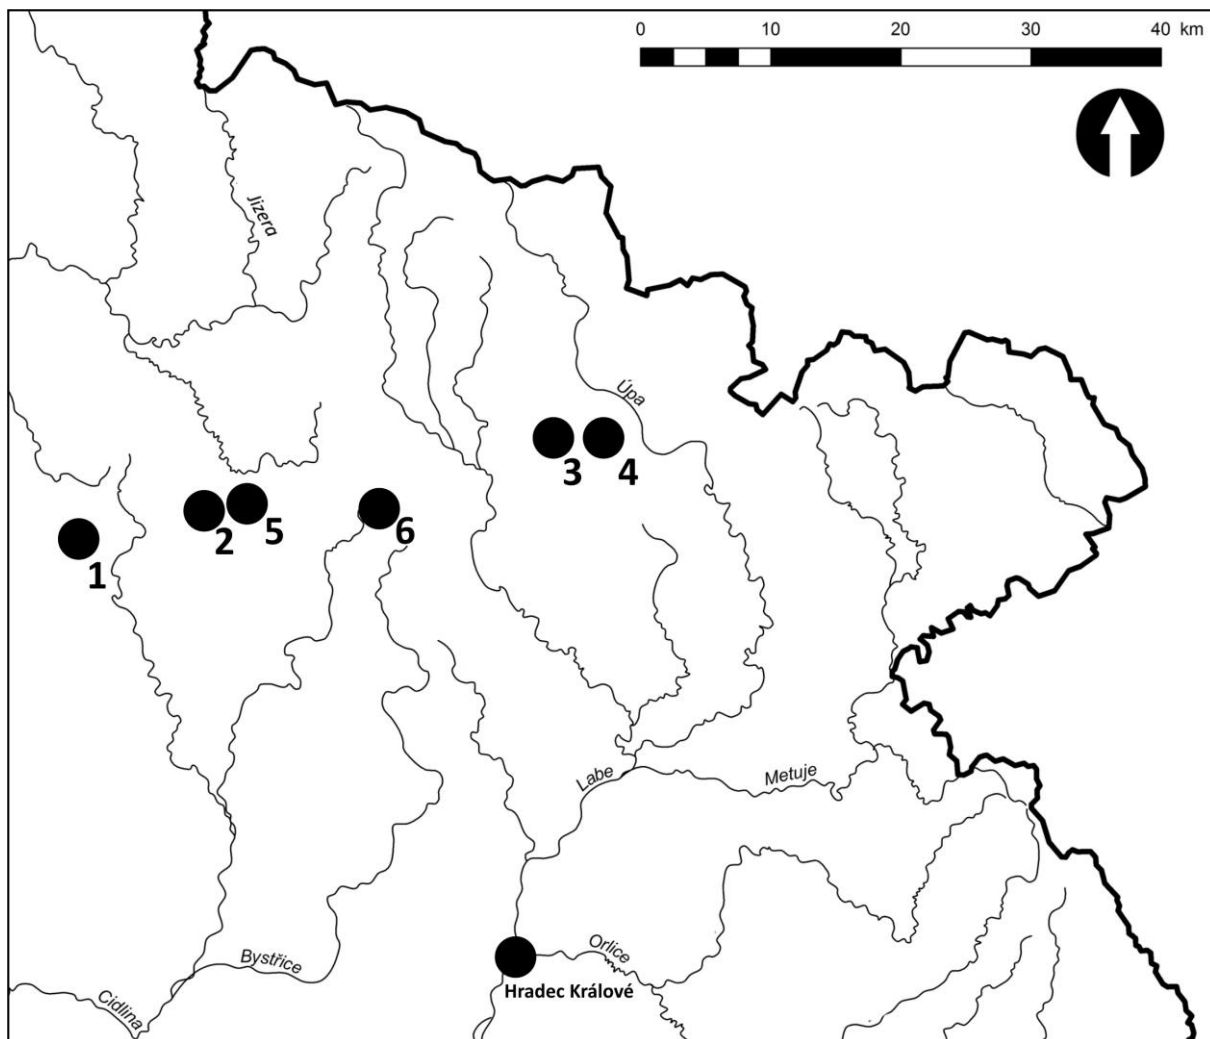 0 10 20 30 40 km
Jizera
Úpa
3 4
2 5 6
1
Labe
Metuje
Orlice
Bystřice
Hradec Králové
Cidlina